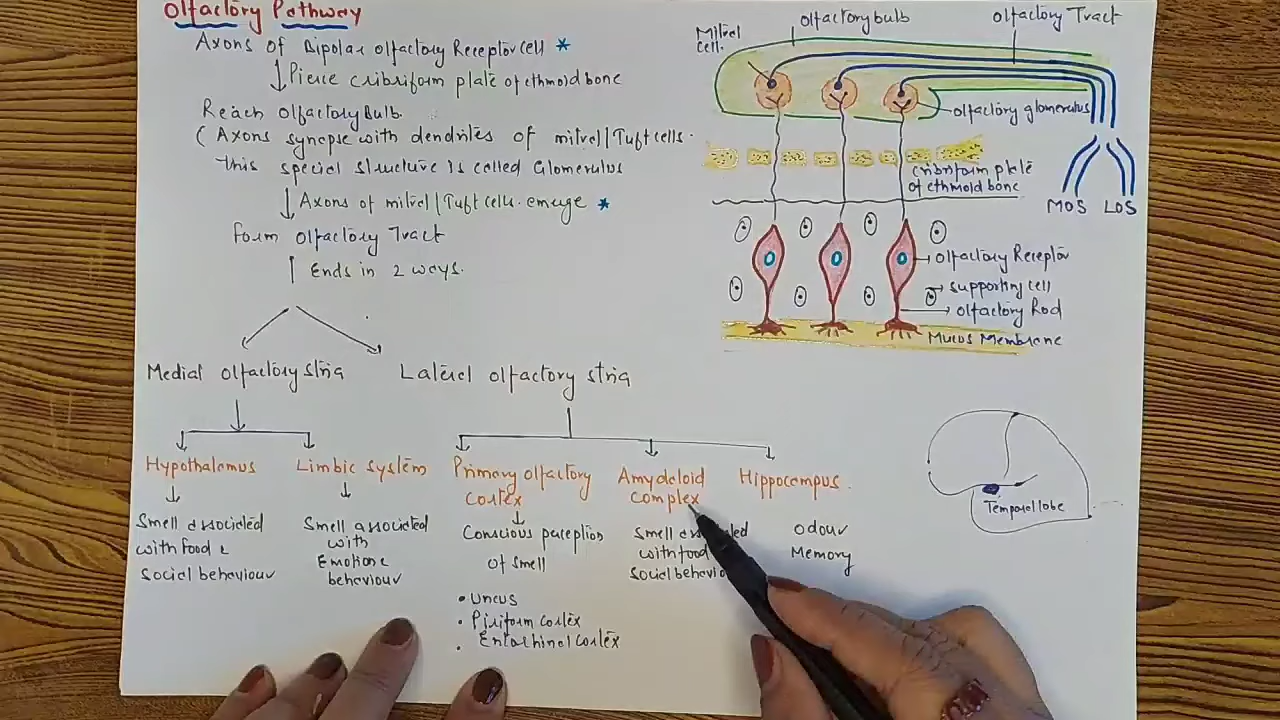 Olfactory Pathway
Axons of Bipolar olfactory Receptor cell *
Pierce cribriform plate of ethmoid bone
Reach Olfactory Bulb.
(Axons synapse with dendrites of mitral/Tuft cells.
This special structure is called Glomerulus
Axons of mitral/Tuft cells. emerge *
Form Olfactory Tract
Ends in 2 ways.
Medial olfactory stria
Lateral olfactory stria
Hypothalamus
Smell associated
with food &
Social behaviour
Limbic system
Smell associated
with
Emotions
behaviour
Primary olfactory
Cortex
Conscious perception
of smell
• Uncus
• Piriform cortex
• Entorhinal cortex
Amydaloid
complex
Smell
with food
Social
Hippocampus.
Odour
Memory
Mitral
cell.
olfactory bulb
olfactory Tract
olfactory glomerulus
cribriform plate
of ethmoid bone
MOS LOS
olfactory Receptor
supporting cell
olfactory Rod
Mucus Membrane
Temporal lobe